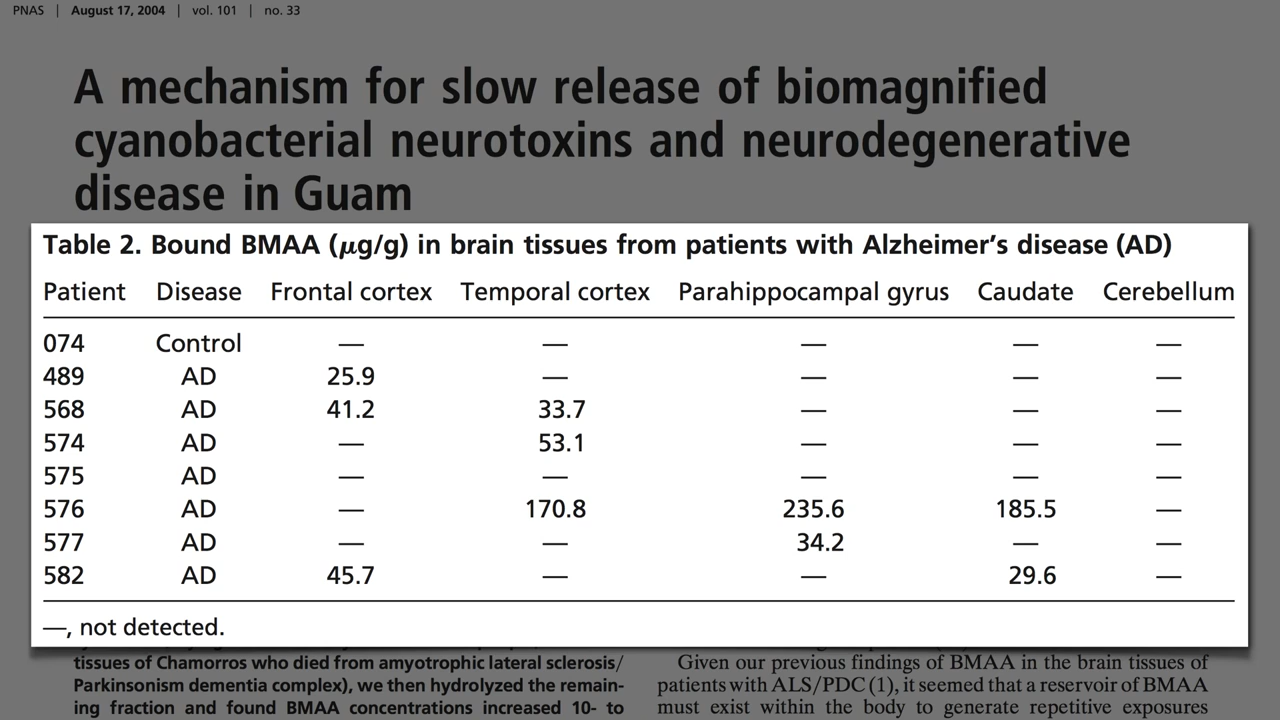 PNAS | August 17, 2004 | vol. 101 | no. 33
A mechanism for slow release of biomagnified
cyanobacterial neurotoxins and neurodegenerative
disease in Guam
Table 2. Bound BMAA (μg/g) in brain tissues from patients with Alzheimer's disease (AD)
Patient Disease Frontal cortex Temporal cortex Parahippocampal gyrus Caudate Cerebellum
074 Control — — — — —
489 AD 25.9 — — — —
568 AD 41.2 33.7 — — —
574 AD — 53.1 — — —
575 AD — — — — —
576 AD — 170.8 235.6 185.5 —
577 AD — — 34.2 — —
582 AD 45.7 — — 29.6 —
—, not detected.
tissues of Chamorros who died from amyotrophic lateral sclerosis/
Parkinsonism dementia complex), we then hydrolyzed the remain-
ing fraction and found BMAA concentrations increased 10- to
Given our previous findings of BMAA in the brain tissues of
patients with ALS/PDC (1), it seemed that a reservoir of BMAA
must exist within the body to generate repetitive exposures